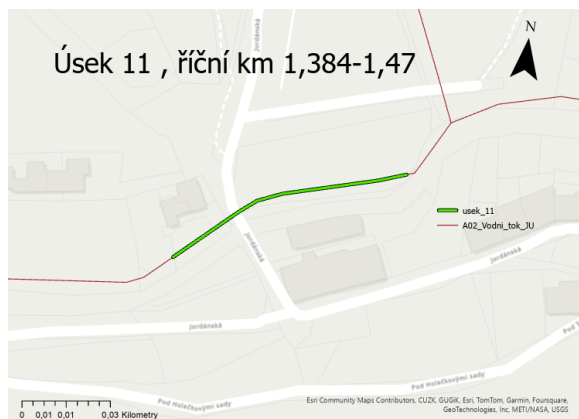 Úsek 11 , říční km 1,384-1,47
N
Jordánská
Jordánská
usek_11
A02_Vodni_tok_JU
Jordánská
Pod Holečkovými sady
Pod Holečkovými sady
0 0,01 0,01 0,03 Kilometry
Esri Community Maps Contributors, CUZK, GUGiK, Esri, TomTom, Garmin, Foursquare,
GeoTechnologies, Inc, METI/NASA, USGS